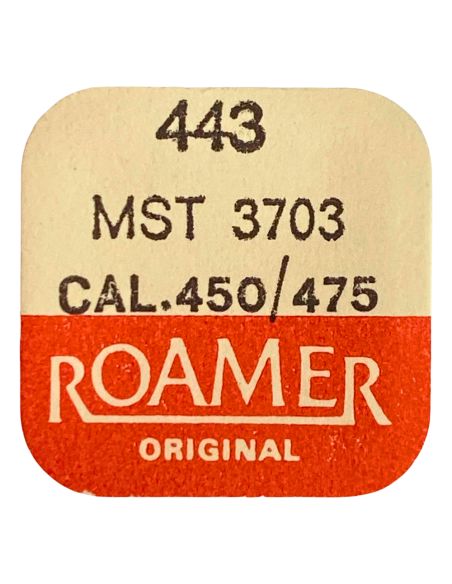 443
MST 3703
CAL.450/475
ROAMER
ORIGINAL